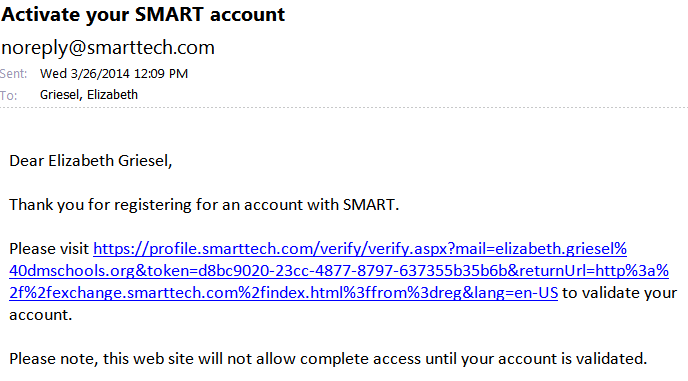 Activate your SMART account
noreply@smarttech.com
Sent: Wed 3/26/2014 12:09 PM
To: Griesel, Elizabeth
Dear Elizabeth Griesel,
Thank you for registering for an account with SMART.
Please visit https://profile.smarttech.com/verify/verify.aspx?mail=elizabeth.griesel%
40dmschools.org&token=d8bc9020-23cc-4877-8797-637355b35b6b&returnUrl=http%3a%
2f%2fexchange.smarttech.com%2findex.html%3ffrom%3dreg&lang=en-US to validate your
account.
Please note, this web site will not allow complete access until your account is validated.